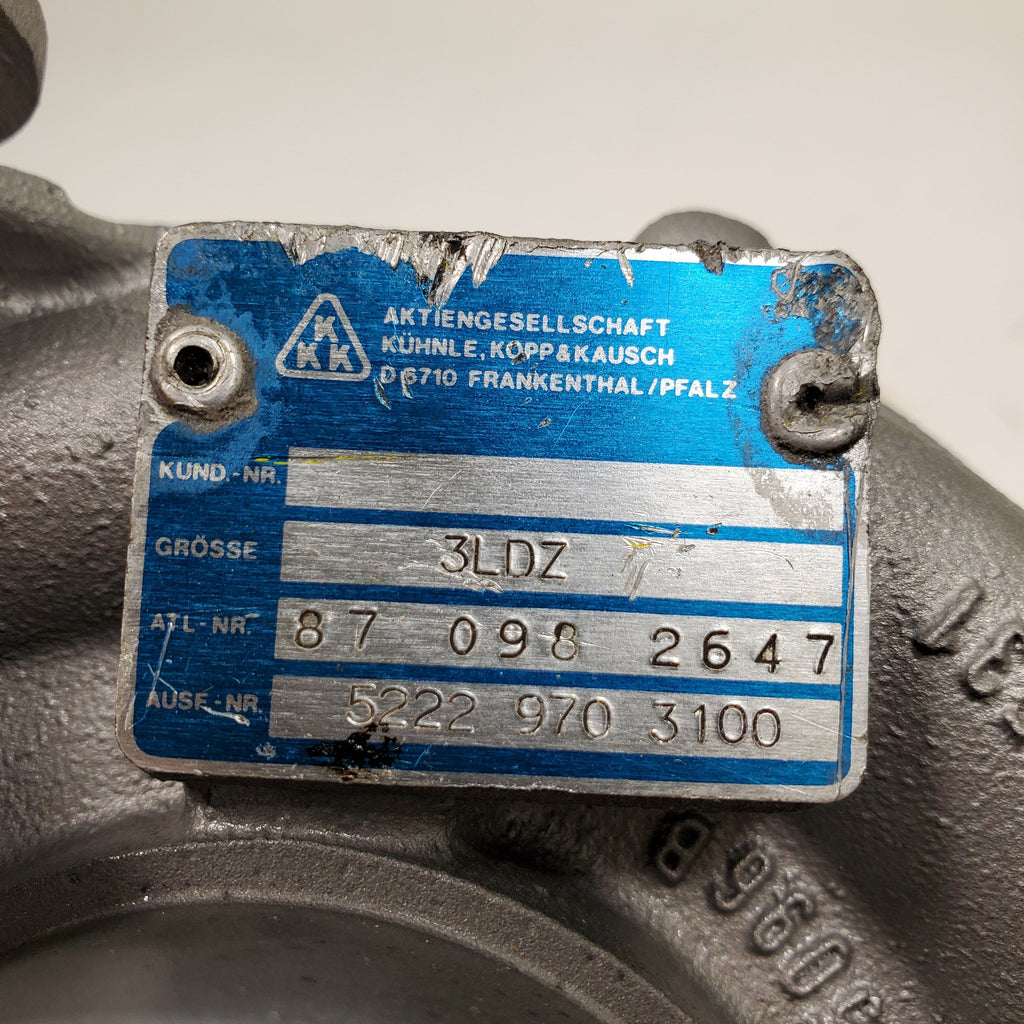 K
KK
AKTIENGESELLSCHAFT
KÜHNLE, KOPP & KAUSCH
D 6710 FRANKENTHAL/PFALZ
KUND.-NR.
GRÖSSE 3LDZ
ATL-NR. 87 098 2647
AUSF.-NR. 5222 970 3100